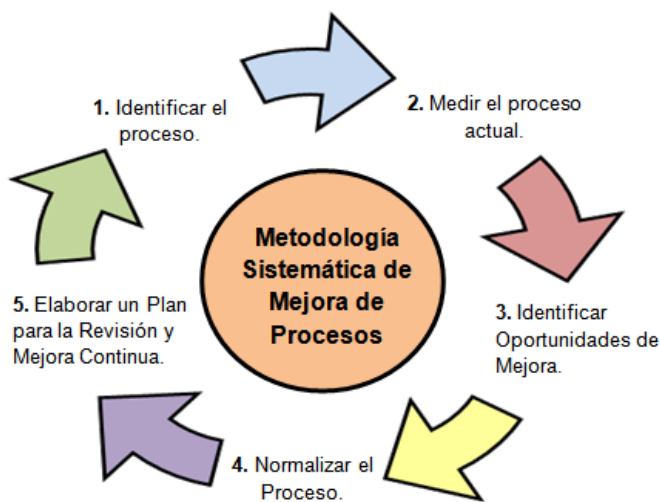 1. Identificar el
proceso.
2. Medir el proceso
actual.
Metodología
Sistemática de
Mejora de
Procesos
3. Identificar
Oportunidades de
Mejora.
4. Normalizar el
Proceso.
5. Elaborar un Plan
para la Revisión y
Mejora Continua.